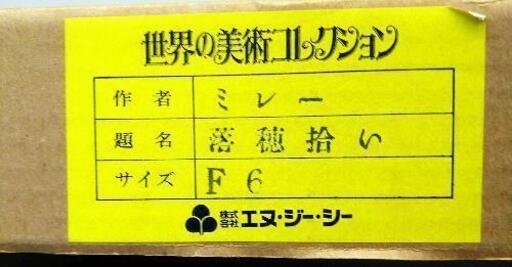 世界の美術コレクション
作者 ミレー
題名 落穂拾い
サイズ F6
株式会社エヌ・ジー・シー